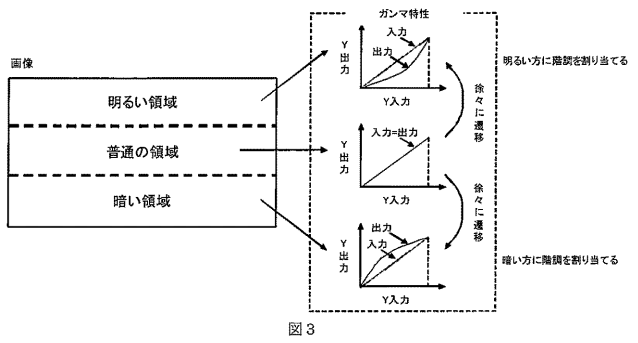 ガンマ特性
画像
明るい領域
普通の領域
暗い領域
Y出力
入力
出力
Y入力
明るい方に階調を割り当てる
徐々に遷移
Y出力
入力=出力
Y入力
徐々に遷移
Y出力
出力
入力
Y入力
暗い方に階調を割り当てる
図3